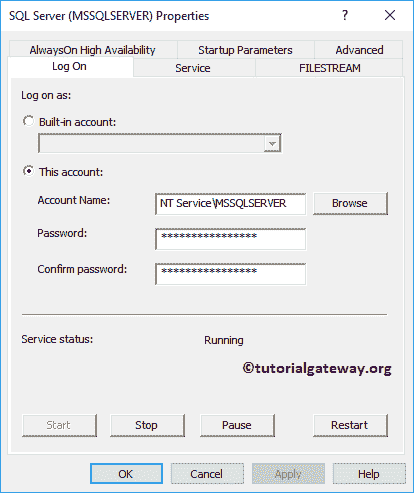 SQL Server (MSSQLSERVER) Properties ? ×
AlwaysOn High Availability Startup Parameters Advanced
Log On Service FILESTREAM
Log on as:
Built-in account:
This account:
Account Name: NT Service\MSSQLSERVER Browse
Password: ****************
Confirm password: ****************
Service status: Running
©tutorialgateway.org
Start Stop Pause Restart
OK Cancel Apply Help